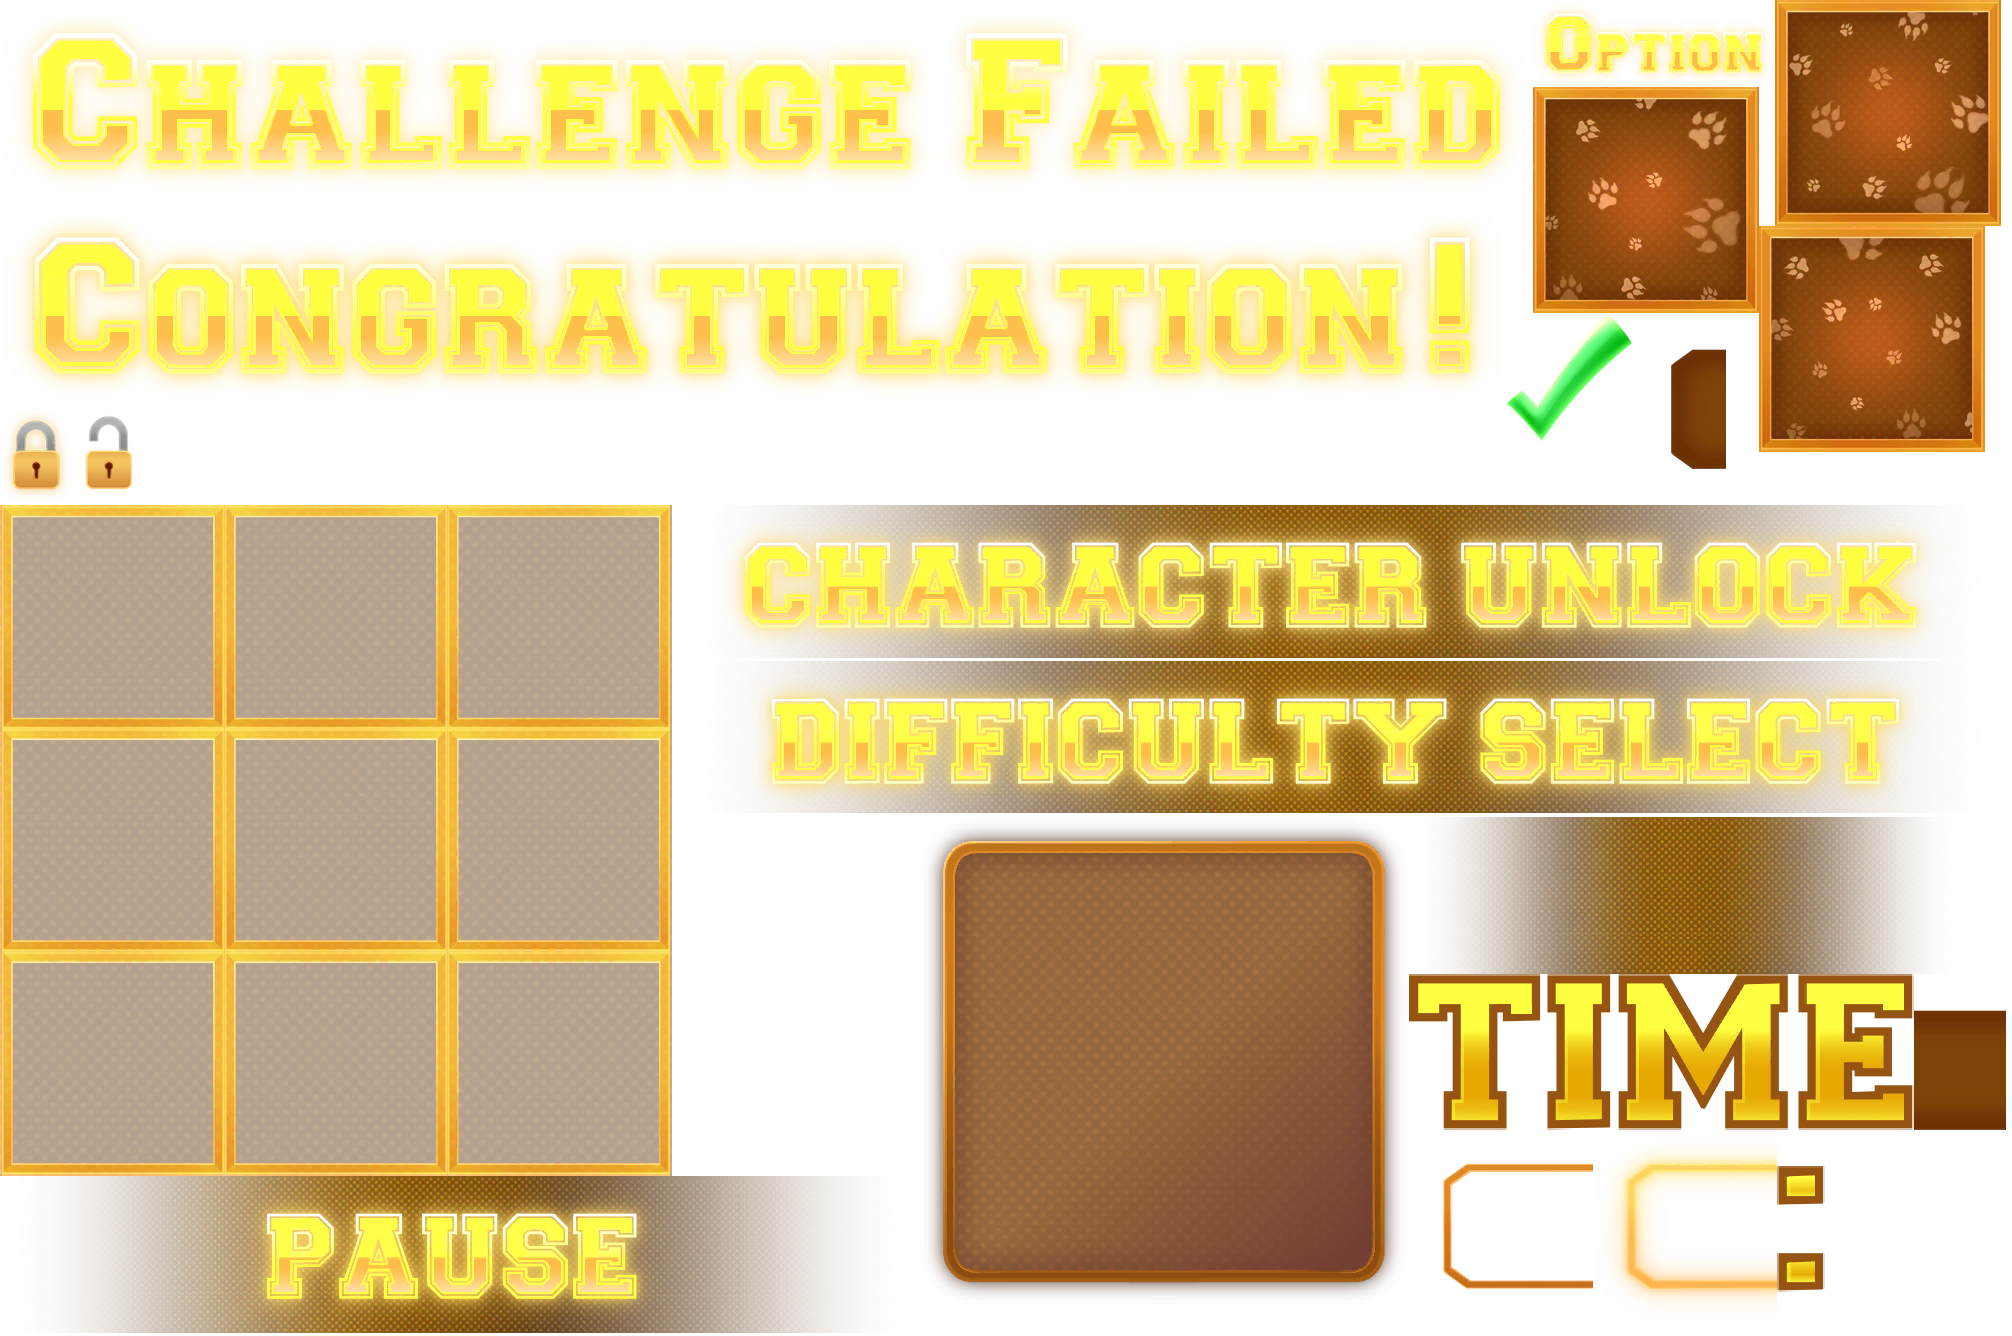 CHALLENGE FAILED
OPTION
CONGRATULATION!
CHARACTER UNLOCK
DIFFICULTY SELECT
TIME
:
PAUSE